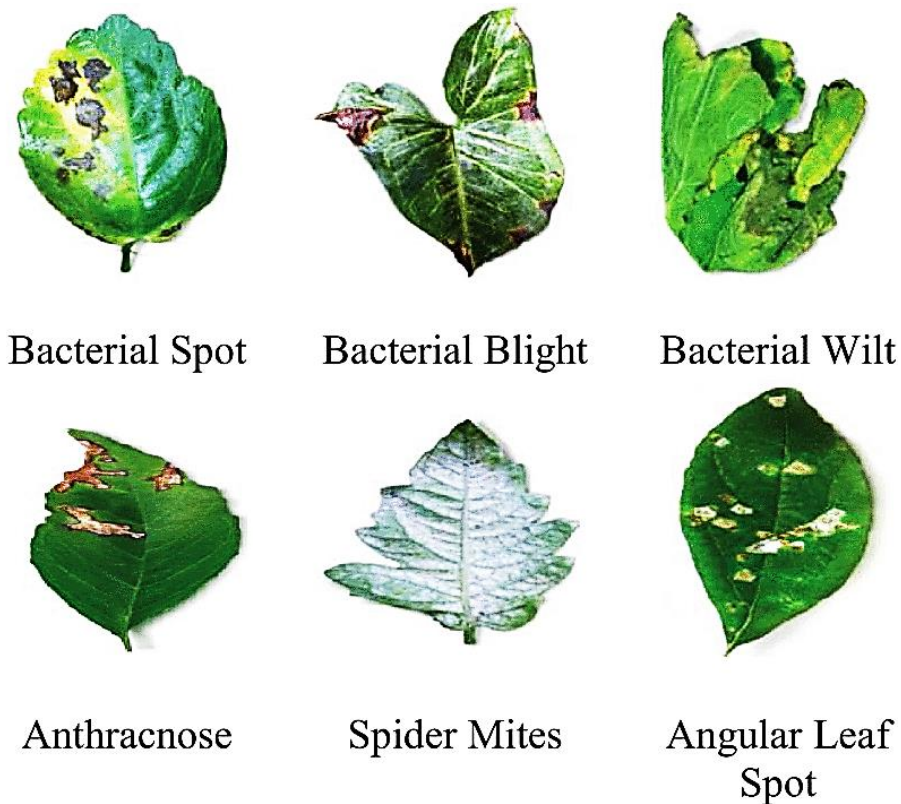 Bacterial Spot
Bacterial Blight
Bacterial Wilt
Anthracnose
Spider Mites
Angular Leaf
Spot